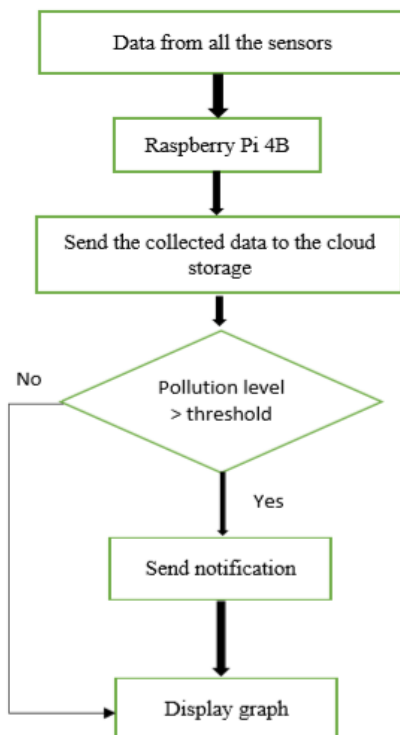 Data from all the sensors
Raspberry Pi 4B
Send the collected data to the cloud
storage
No
Pollution level
> threshold
Yes
Send notification
Display graph